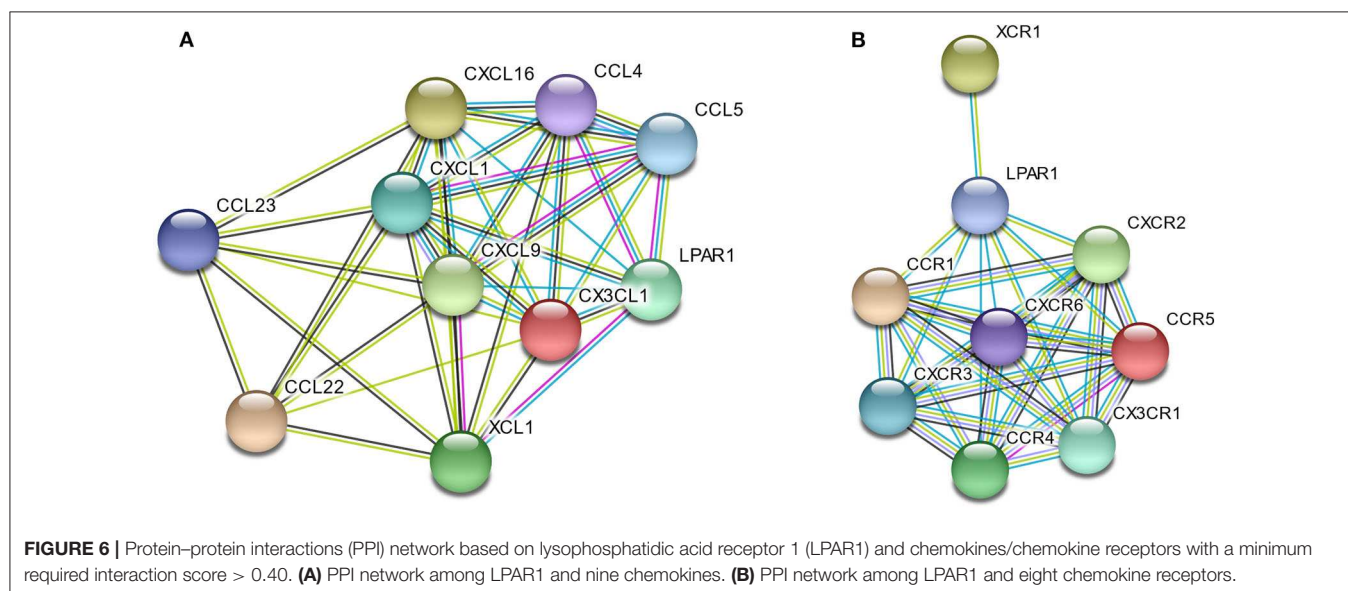 A
B
XCR1
CXCL16
CCL4
CCL5
LPAR1
CXCL1
CXCR2
CCL23
CXCL9
LPAR1
CCR1
CX3CL1
CXCR6
CCR5
CCL22
CXCR3
CX3CR1
XCL1
CCR4
FIGURE 6 | Protein–protein interactions (PPI) network based on lysophosphatidic acid receptor 1 (LPAR1) and chemokines/chemokine receptors with a minimum
required interaction score > 0.40. (A) PPI network among LPAR1 and nine chemokines. (B) PPI network among LPAR1 and eight chemokine receptors.